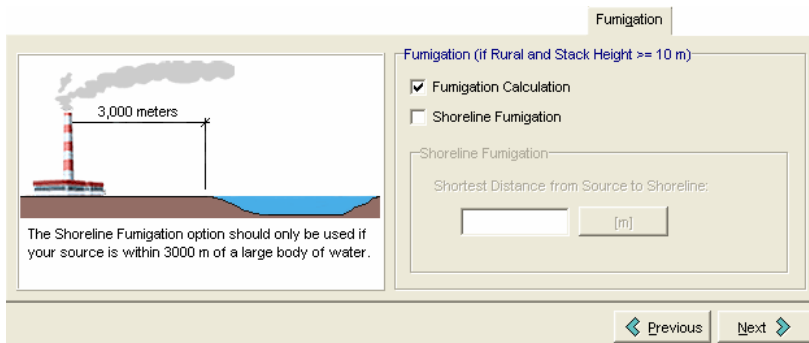 Fumigation
3,000 meters
The Shoreline Fumigation option should only be used if
your source is within 3000 m of a large body of water.
Fumigation (if Rural and Stack Height >= 10 m)
Fumigation Calculation
Shoreline Fumigation
Shoreline Fumigation
Shortest Distance from Source to Shoreline:
[m]
Previous
Next